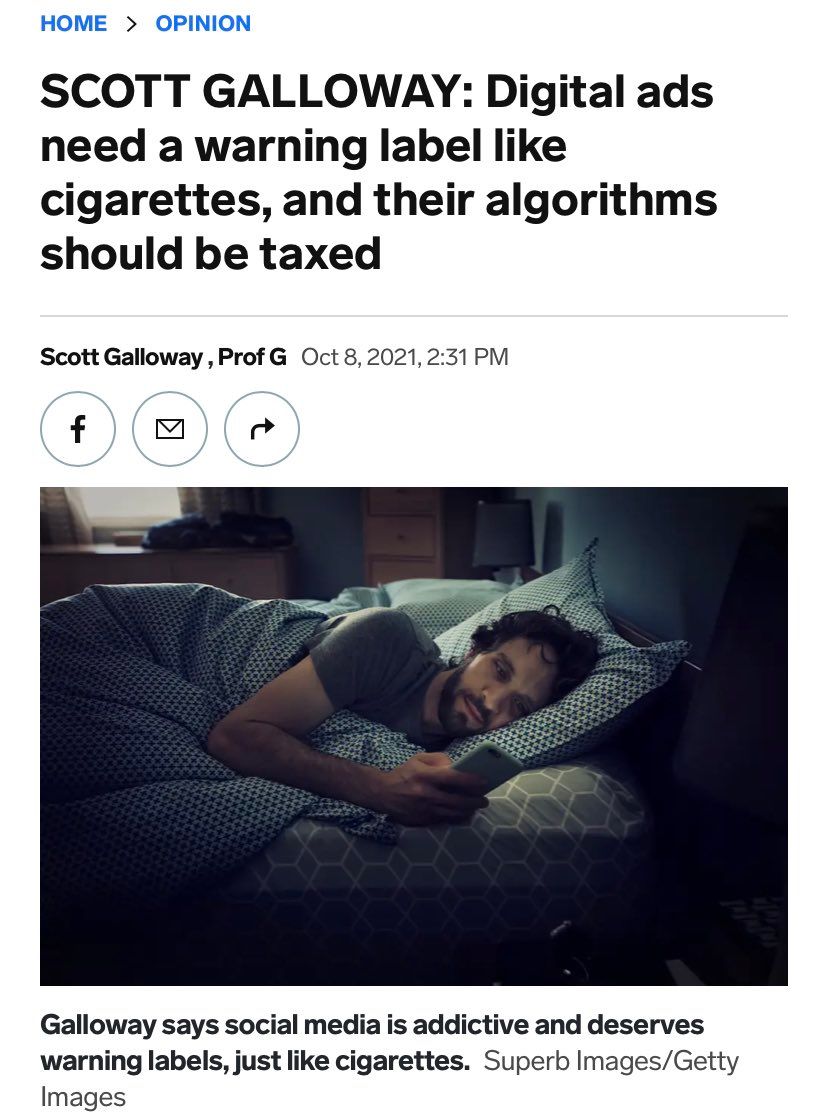 HOME > OPINION
SCOTT GALLOWAY: Digital ads
need a warning label like
cigarettes, and their algorithms
should be taxed
Scott Galloway , Prof G Oct 8, 2021, 2:31 PM
f
Galloway says social media is addictive and deserves
warning labels, just like cigarettes. Superb Images/Getty
Images